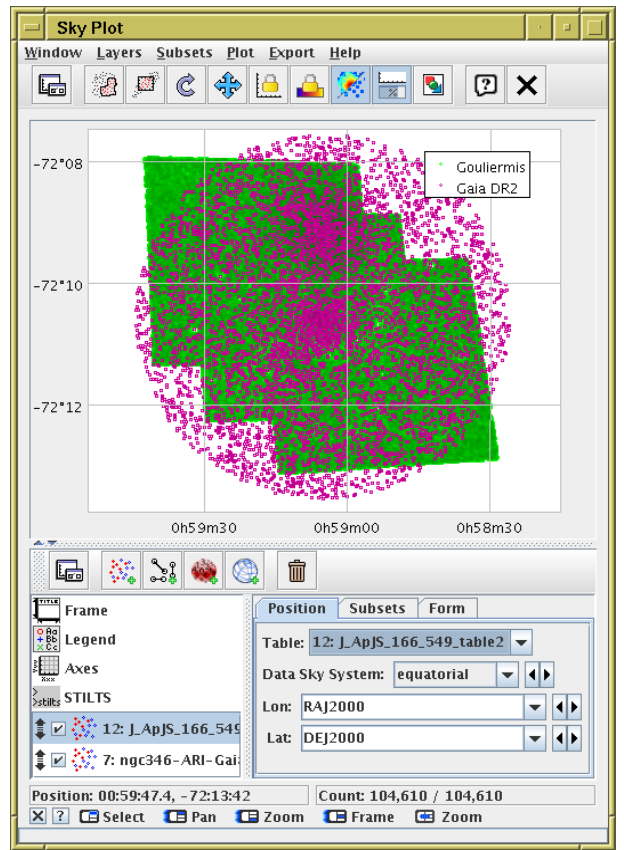 Sky Plot
Window Layers Subsets Plot Export Help
%
Gouliermis
Gaia DR2
-72°08
-72°10
-72°12
0h59m30 0h59m00 0h58m30
Frame
Legend
Axes
STILTS
12: J_ApJS_166_549
7: ngc346-ARI-Gai
Position Subsets Form
Table: 12: J_ApJS_166_549_table2
Data Sky System: equatorial
Lon: RAJ2000
Lat: DEJ2000
Position: 00:59:47.4, -72:13:42 Count: 104,610 / 104,610
Select Pan Zoom Frame Zoom